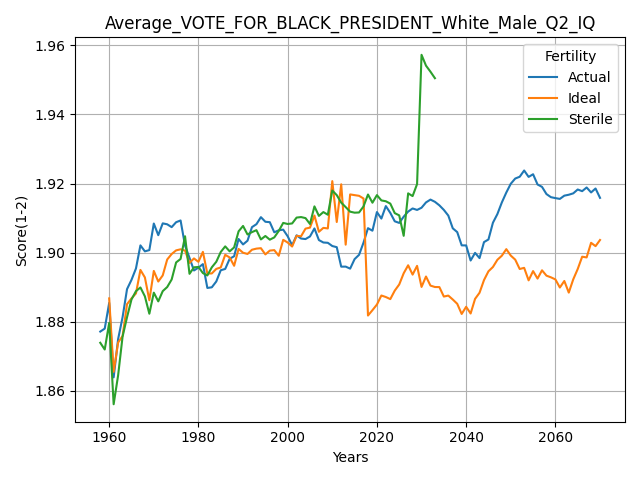 Average_VOTE_FOR_BLACK_PRESIDENT_White_Male_Q2_IQ
Fertility
Actual
Ideal
Sterile
Score(1-2)
1.96
1.94
1.92
1.90
1.88
1.86
1960 1980 2000 2020 2040 2060
Years